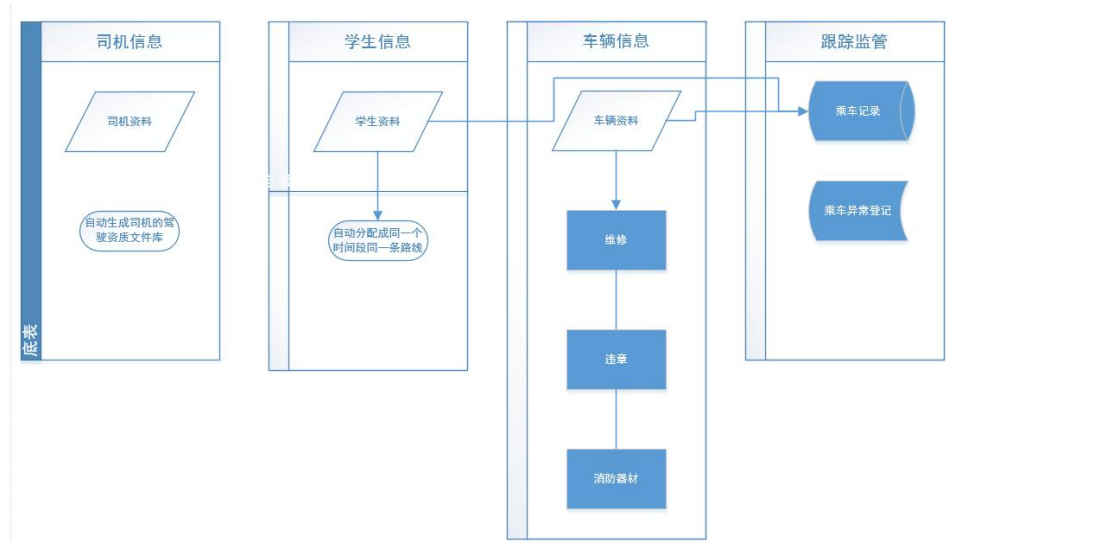 司机信息
学生信息
车辆信息
跟踪监管
司机资料
学生资料
车辆资料
乘车记录
自动生成司机的驾
驶资质文件库
自动分配成同一个
时间段同一条路线
维修
乘车异常登记
底表
违章
消防器材